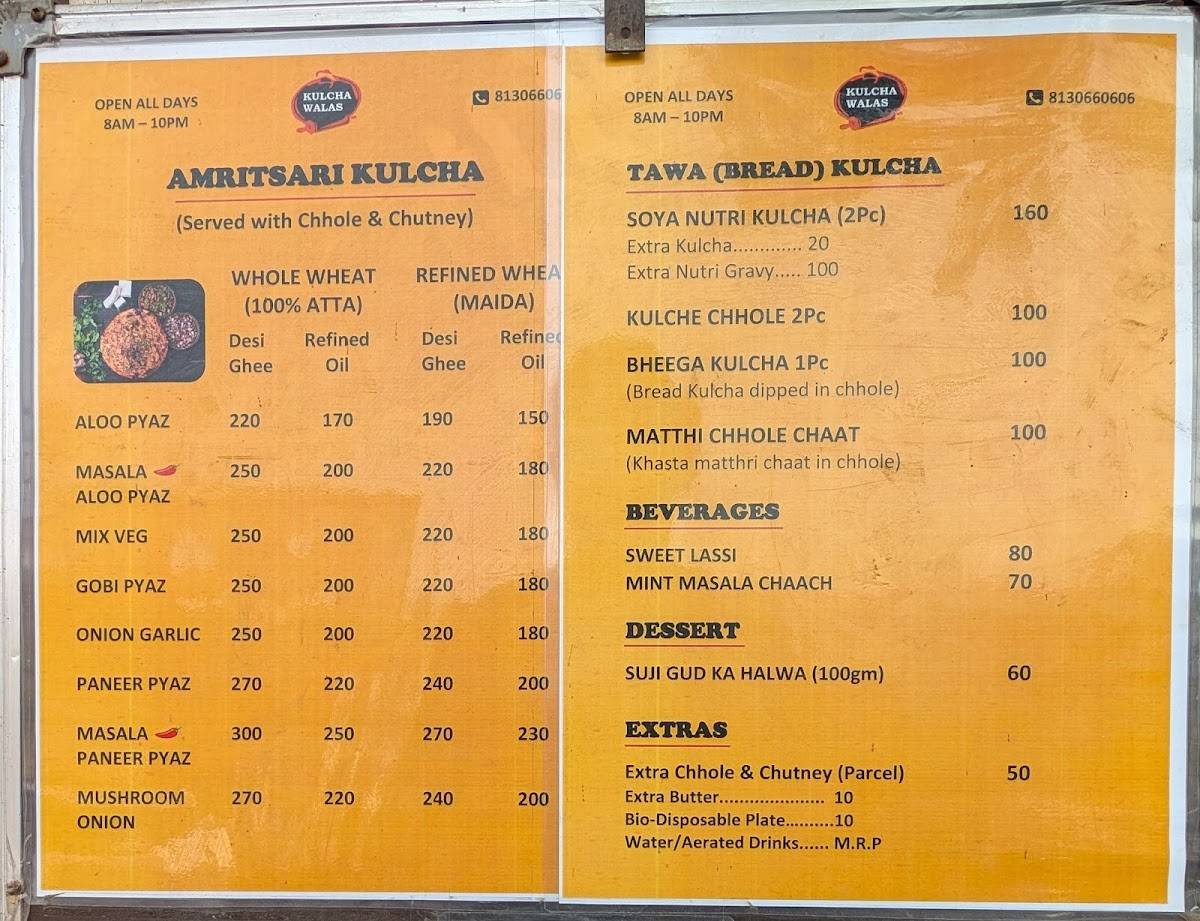 OPEN ALL DAYS
8AM – 10PM
KULCHA
WALAS
81306606
AMRITSARI KULCHA
(Served with Chhole & Chutney)
WHOLE WHEAT
(100% ATTA)
REFINED WHEA
(MAIDA)
Desi Ghee Refined Oil Desi Ghee Refined Oil
ALOO PYAZ 220 170 190 150
MASALA 250 200 220 180
ALOO PYAZ
MIX VEG 250 200 220 180
GOBI PYAZ 250 200 220 180
ONION GARLIC 250 200 220 180
PANEER PYAZ 270 220 240 200
MASALA 300 250 270 230
PANEER PYAZ
MUSHROOM 270 220 240 200
ONION
OPEN ALL DAYS
8AM – 10PM
KULCHA
WALAS
8130660606
TAWA (BREAD) KULCHA
SOYA NUTRI KULCHA (2Pc) 160
Extra Kulcha............. 20
Extra Nutri Gravy..... 100
KULCHE CHHOLE 2Pc 100
BHEEGA KULCHA 1Pc 100
(Bread Kulcha dipped in chhole)
MATTHI CHHOLE CHAAT 100
(Khasta matthri chaat in chhole)
BEVERAGES
SWEET LASSI 80
MINT MASALA CHAACH 70
DESSERT
SUJI GUD KA HALWA (100gm) 60
EXTRAS
Extra Chhole & Chutney (Parcel) 50
Extra Butter...................... 10
Bio-Disposable Plate..........10
Water/Aerated Drinks...... M.R.P